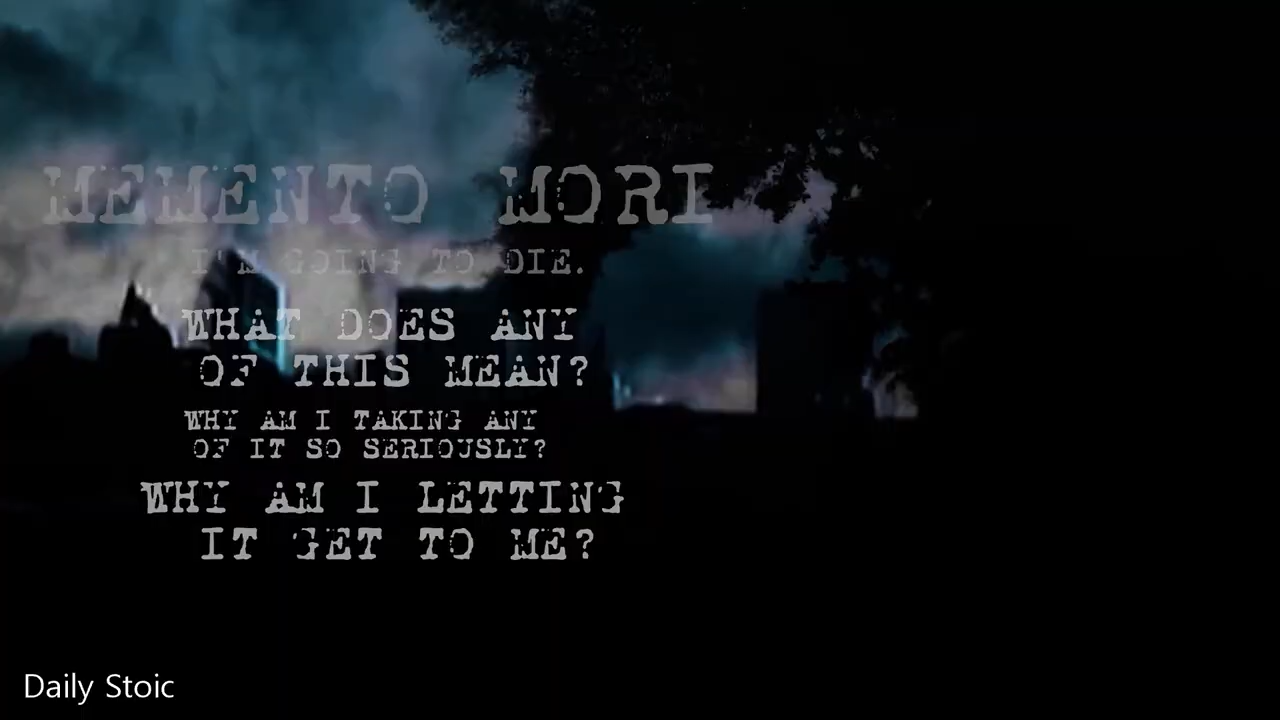 MEMENTO MORI
I'M GOING TO DIE.
WHAT DOES ANY
OF THIS MEAN?
WHY AM I TAKING ANY
OF IT SO SERIOUSLY?
WHY AM I LETTING
IT GET TO ME?
Daily Stoic